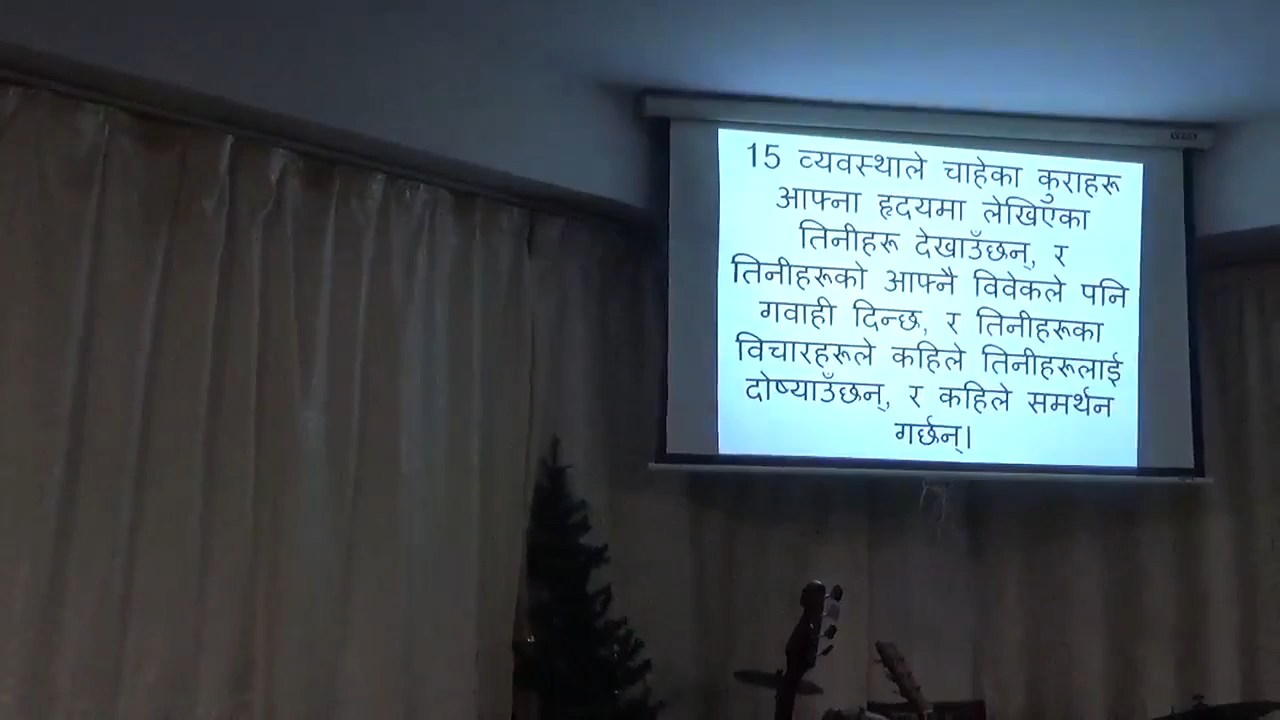 VEGA
15 व्यवस्थाले चाहेका कुराहरू
आफ्ना हृदयमा लेखिएका
तिनीहरू देखाउँछन्, र
तिनीहरूको आफ्नै विवेकले पनि
गवाही दिन्छ, र तिनीहरूका
विचारहरूले कहिले तिनीहरूलाई
दोष्याउँछन्, र कहिले समर्थन
गर्छन्।